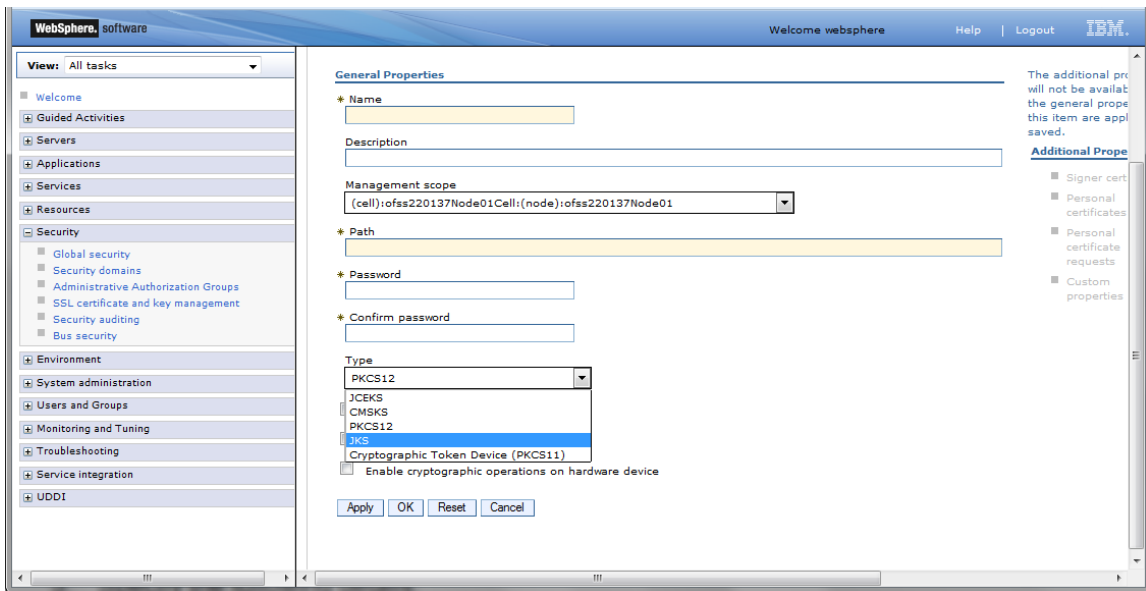 WebSphere. software
Welcome websphere
Help | Logout
IBM.
View: All tasks
Welcome
Guided Activities
Servers
Applications
Services
Resources
Security
Global security
Security domains
Administrative Authorization Groups
SSL certificate and key management
Security auditing
Bus security
Environment
System administration
Users and Groups
Monitoring and Tuning
Troubleshooting
Service integration
UDDI
General Properties
* Name
Description
Management scope
(cell):ofss220137Node01Cell:(node):ofss220137Node01
* Path
* Password
* Confirm password
Type
PKCS12
JCEKS
CMSKS
PKCS12
JKS
Cryptographic Token Device (PKCS11)
Enable cryptographic operations on hardware device
Apply OK Reset Cancel
The additional pro
will not be availab
the general prope
this item are appl
saved.
Additional Prope
Signer cert
Personal
certificates
Personal
certificate
requests
Custom
properties